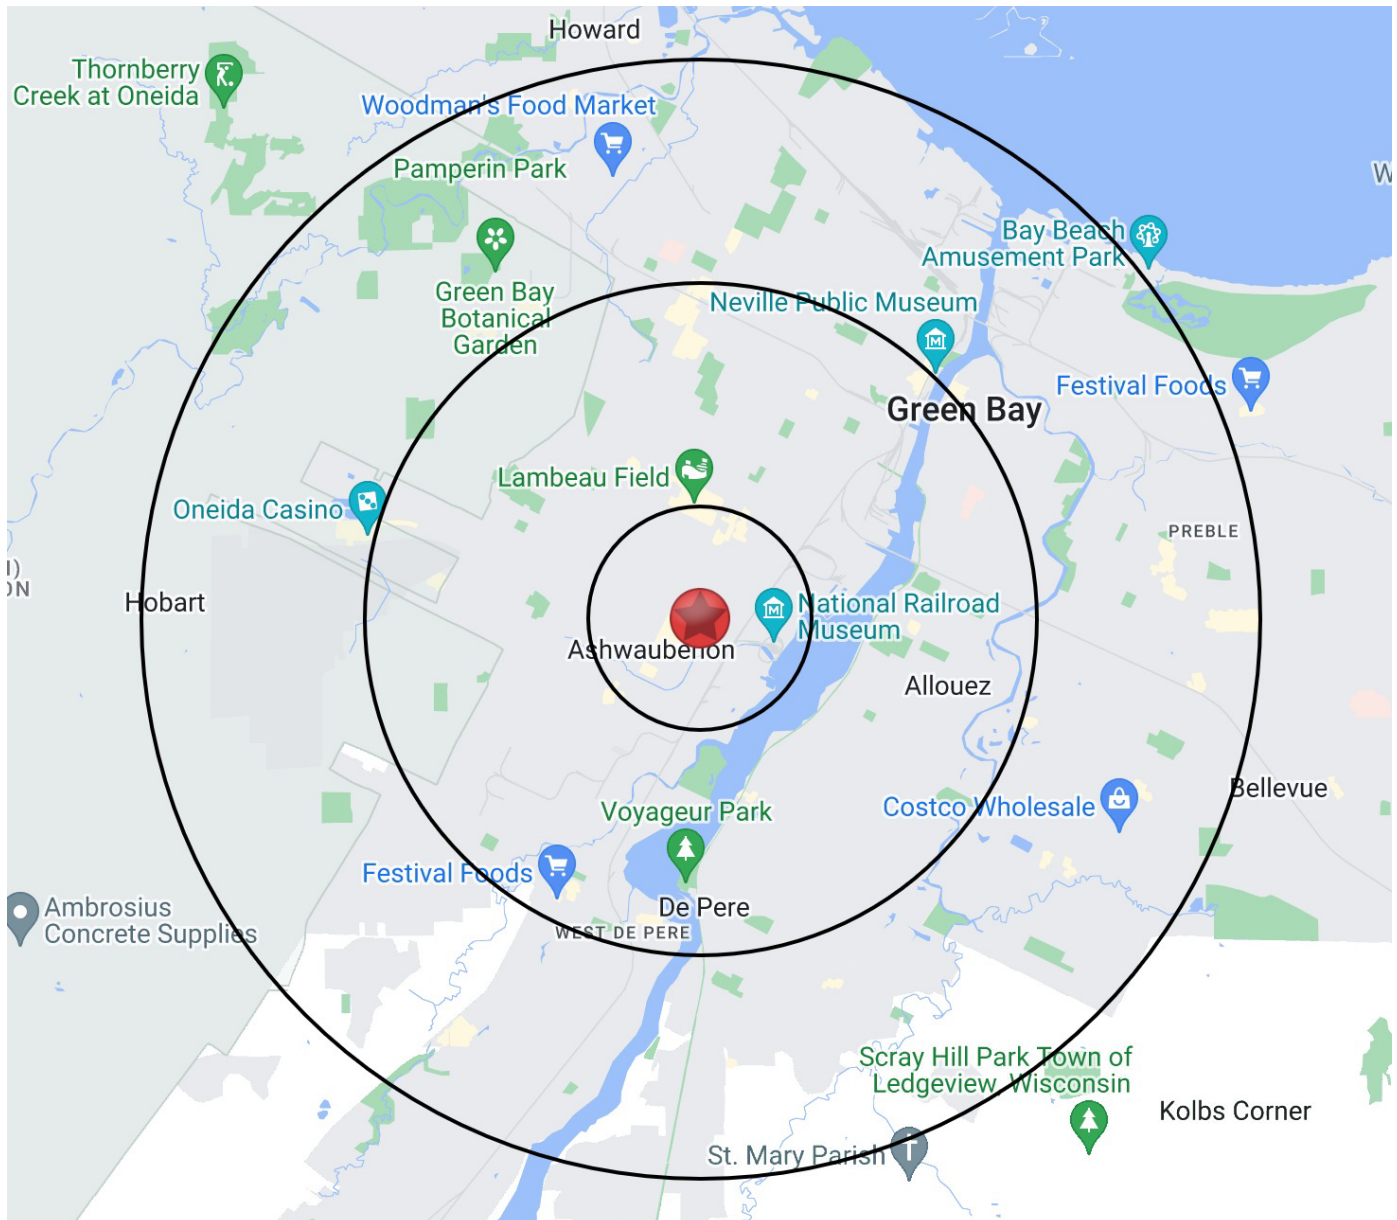 Howard
Thornberry
Creek at Oneida
Woodman's Food Market
Pamperin Park
W
Bay Beach
Amusement Park
Green Bay
Botanical
Garden
Neville Public Museum
Festival Foods
Green Bay
Lambeau Field
Oneida Casino
PREBLE
ON
Hobart
National Railroad
Museum
Ashwaubenon
Allouez
Bellevue
Costco Wholesale
Voyageur Park
Festival Foods
De Pere
WEST DE PERE
Ambrosius
Concrete Supplies
Scray Hill Park Town of
Ledgeview, Wisconsin
Kolbs Corner
St. Mary Parish